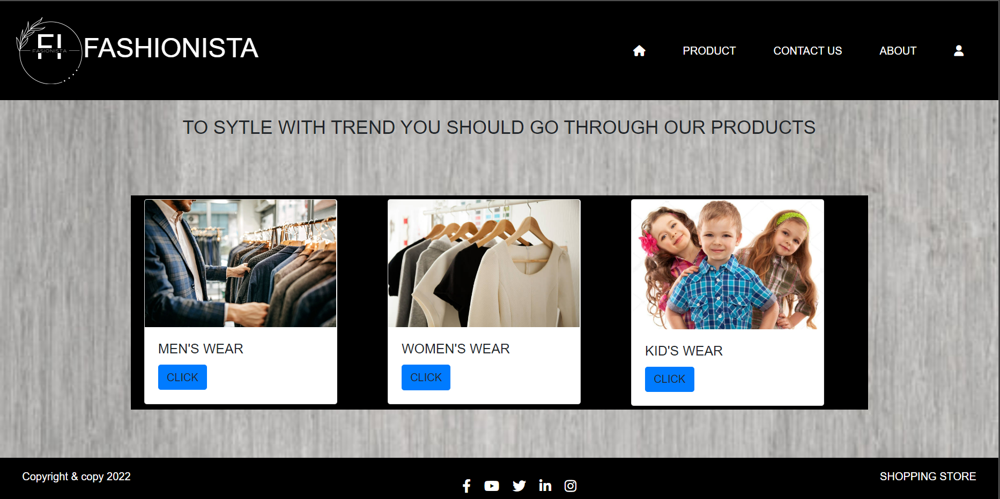 FASIONISTA
FASHIONISTA
PRODUCT
CONTACT US
ABOUT
TO SYTLE WITH TREND YOU SHOULD GO THROUGH OUR PRODUCTS
MEN'S WEAR
CLICK
WOMEN'S WEAR
CLICK
KID'S WEAR
CLICK
Copyright & copy 2022
SHOPPING STORE